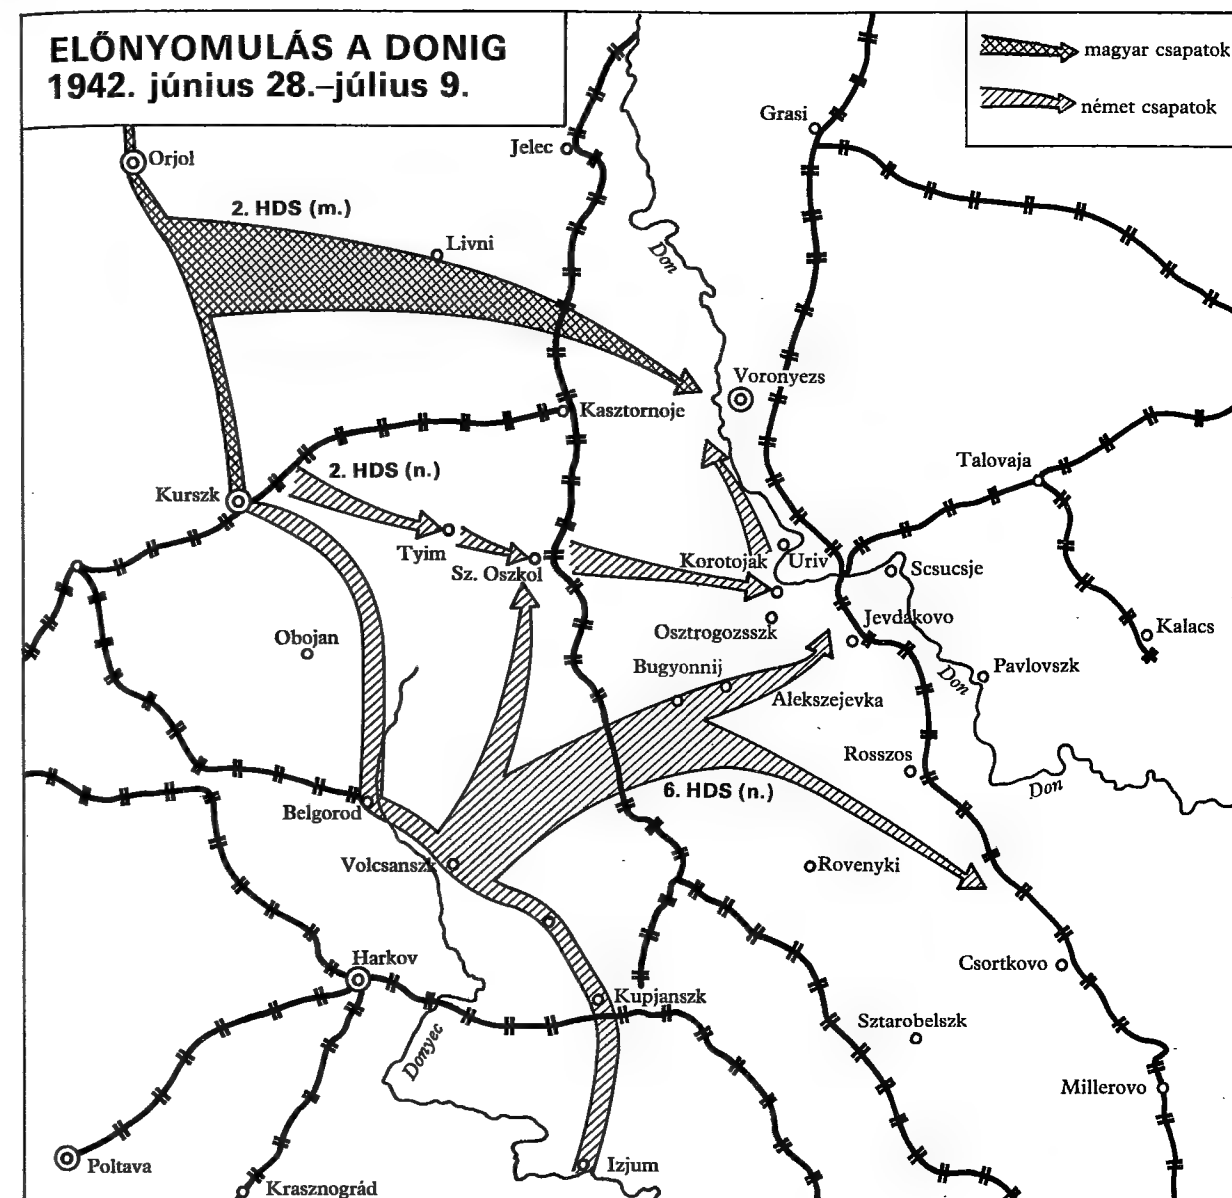 ELŐNYOMULÁS A DONIG
1942. június 28.–július 9.
magyar csapatok
német csapatok
Grasi
Jelec
Orjol
2. HDS (m.)
Livni
Don
Voronyezs
Kasztornoje
Talovaja
2. HDS (n.)
Kurszk
Tyim
Sz. Oszkol
Korotojak
Uriv
Scsucsje
Jevdakovo
Kalacs
Osztrogozsszk
Obojan
Bugyonnij
Pavlovszk
Don
Alekszejevka
Rosszos
Don
6. HDS (n.)
Belgorod
Volcsanszk
Rovenyki
Harkov
Csortkovo
Kupjanszk
Sztarobelszk
Donyec
Millerovo
Poltava
Izjum
Krasznográd